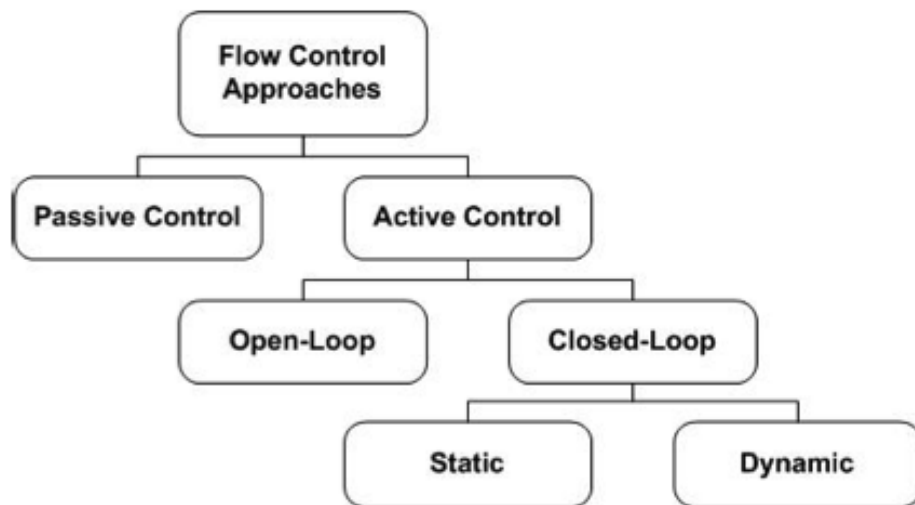 Flow Control
Approaches
Passive Control
Active Control
Open-Loop
Closed-Loop
Static
Dynamic